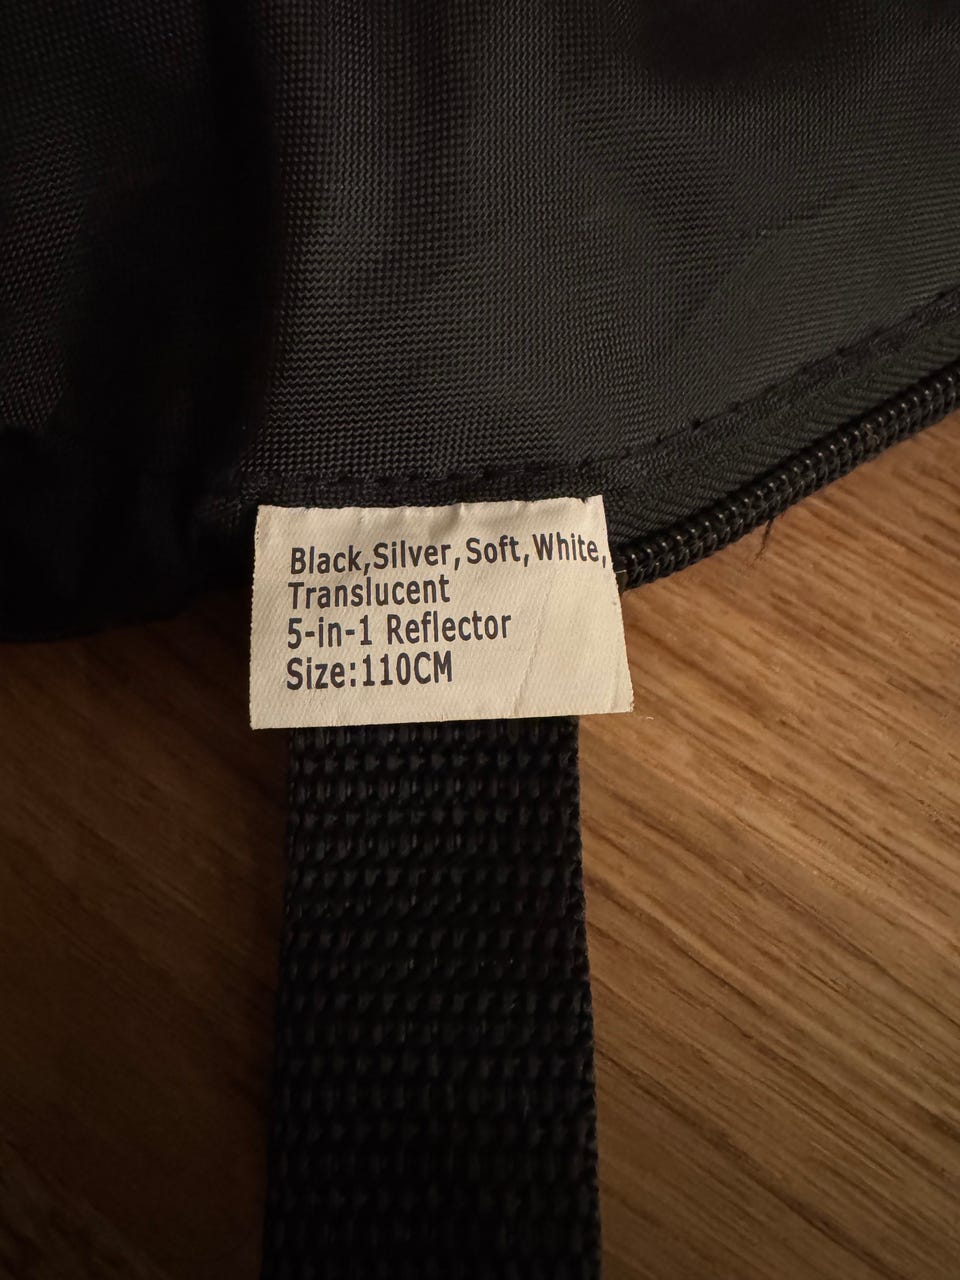 Black,Silver,Soft,White,
Translucent
5-in-1 Reflector
Size:110CM